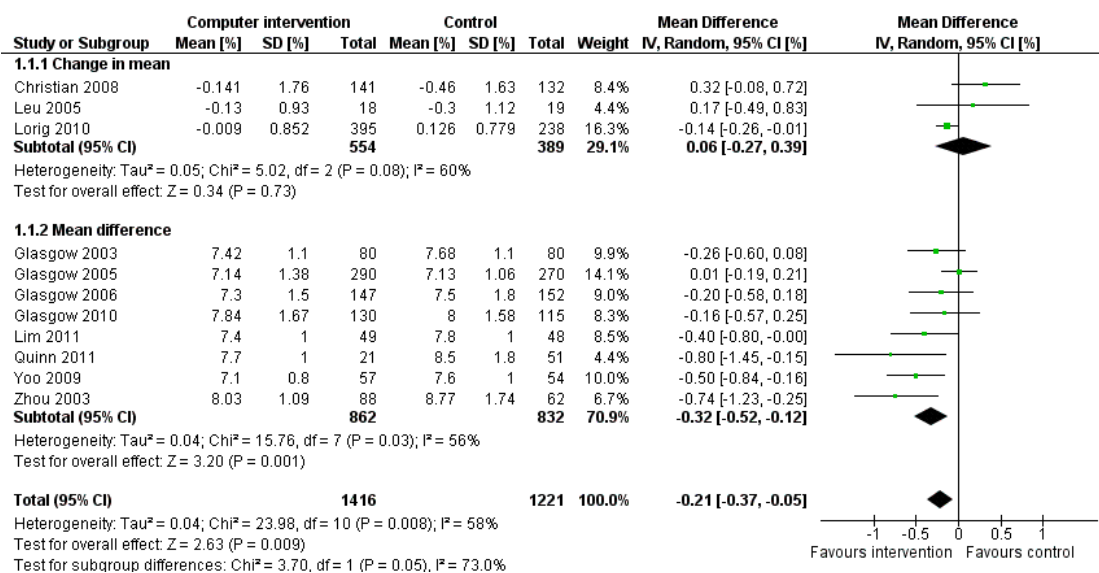 Computer intervention Control Mean Difference Mean Difference
Study or Subgroup Mean [%] SD [%] Total Mean [%] SD [%] Total Weight IV, Random, 95% CI [%] IV, Random, 95% CI [%]
1.1.1 Change in mean
Christian 2008 -0.141 1.76 141 -0.46 1.63 132 8.4% 0.32 [-0.08, 0.72]
Leu 2005 -0.13 0.93 18 -0.3 1.12 19 4.4% 0.17 [-0.49, 0.83]
Lorig 2010 -0.009 0.852 395 0.126 0.779 238 16.3% -0.14 [-0.26, -0.01]
Subtotal (95% CI) 554 389 29.1% 0.06 [-0.27, 0.39]
Heterogeneity: Tau² = 0.05; Chi² = 5.02, df = 2 (P = 0.08); I² = 60%
Test for overall effect: Z = 0.34 (P = 0.73)
1.1.2 Mean difference
Glasgow 2003 7.42 1.1 80 7.68 1.1 80 9.9% -0.26 [-0.60, 0.08]
Glasgow 2005 7.14 1.38 290 7.13 1.06 270 14.1% 0.01 [-0.19, 0.21]
Glasgow 2006 7.3 1.5 147 7.5 1.8 152 9.0% -0.20 [-0.58, 0.18]
Glasgow 2010 7.84 1.67 130 8 1.58 115 8.3% -0.16 [-0.57, 0.25]
Lim 2011 7.4 1 49 7.8 1 48 8.5% -0.40 [-0.80, -0.00]
Quinn 2011 7.7 1 21 8.5 1.8 51 4.4% -0.80 [-1.45, -0.15]
Yoo 2009 7.1 0.8 57 7.6 1 54 10.0% -0.50 [-0.84, -0.16]
Zhou 2003 8.03 1.09 88 8.77 1.74 62 6.8% -0.74 [-1.23, -0.25]
Subtotal (95% CI) 862 832 70.9% -0.32 [-0.52, -0.12]
Heterogeneity: Tau² = 0.04; Chi² = 15.76, df = 7 (P = 0.03); I² = 56%
Test for overall effect: Z = 3.20 (P = 0.001)
Total (95% CI) 1416 1221 100.0% -0.21 [-0.37, -0.05]
Heterogeneity: Tau² = 0.04; Chi² = 23.98, df = 10 (P = 0.008); I² = 58%
Test for overall effect: Z = 2.63 (P = 0.009)
Test for subgroup differences: Chi² = 3.70, df = 1 (P = 0.05), I² = 73.0%
-1 -0.5 0 0.5 1
Favours intervention Favours control